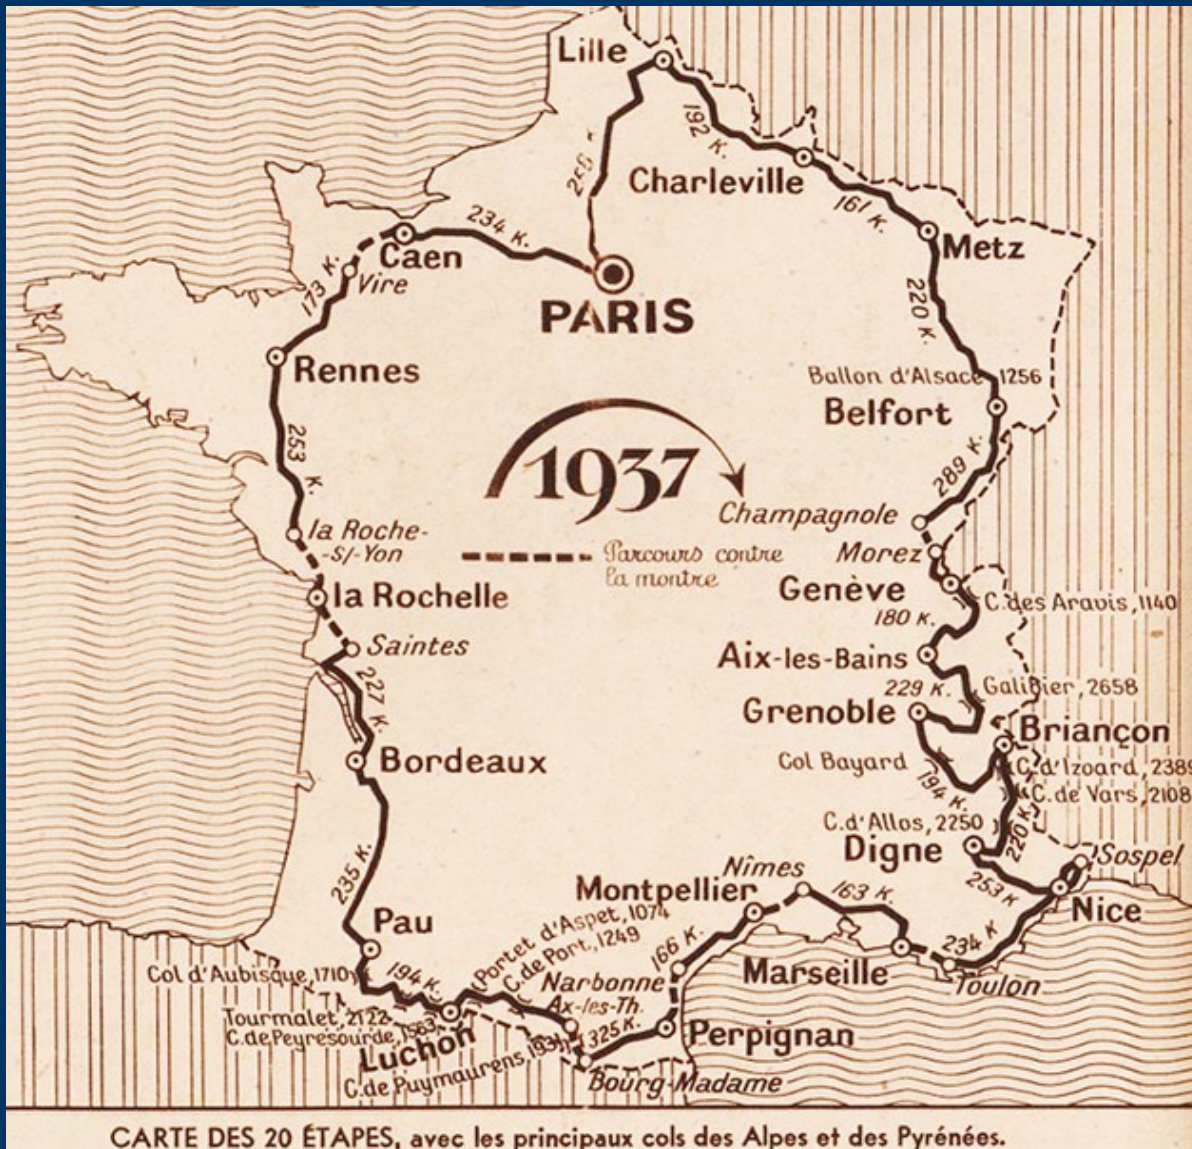 Lille
192 K.
Charleville
161 K.
234 K.
Caen
Vire
173 K.
PARIS
Metz
220 K.
Rennes
Ballon d'Alsace 1256
Belfort
253 K.
1937
289 K.
Champagnole
la Roche-
-S/-Yon
Parcours contre
la montre
Morez
Genève
la Rochelle
C. des Aravis, 1140
180 K.
Saintes
Aix-les-Bains
227 K.
229 K.
Galibier, 2658
Grenoble
Briançon
Bordeaux
Col Bayard
C. d'Izoard, 2389
194 K.
C. de Vars, 2108
C. d'Allos, 2250
220 K.
Digne
Sospel
235 K.
Nîmes
253 K
Montpellier
163 K.
Nice
Pau
Portet d'Aspet, 1074
C. de Port, 1249
166 K.
234 K
Col d'Aubisque, 1710
194 K.
Narbonne
Marseille
Toulon
Ax-les-Th.
Tourmalet, 2122
C. de Peyresourde, 1563
325 K.
Perpignan
Luchon
C. de Puymaurens, 1931
Bourg-Madame
CARTE DES 20 ÉTAPES, avec les principaux cols des Alpes et des Pyrénées.